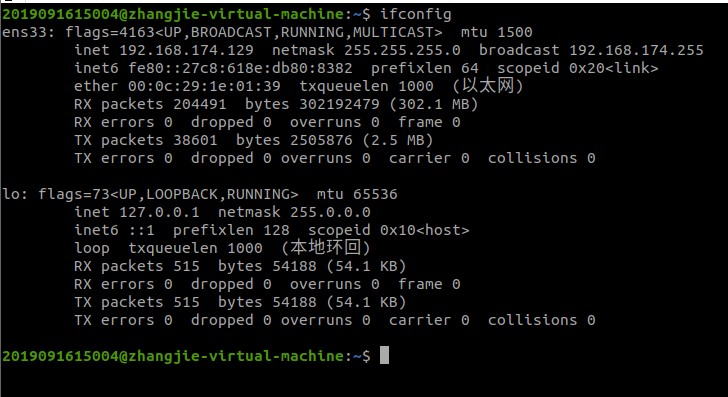 2019091615004@zhangjie-virtual-machine:~$ ifconfig
ens33: flags=4163<UP,BROADCAST,RUNNING,MULTICAST>  mtu 1500
        inet 192.168.174.129  netmask 255.255.255.0  broadcast 192.168.174.255
        inet6 fe80::27c8:618e:db80:8382  prefixlen 64  scopeid 0x20<link>
        ether 00:0c:29:1e:01:39  txqueuelen 1000  (以太网)
        RX packets 204491  bytes 302192479 (302.1 MB)
        RX errors 0  dropped 0  overruns 0  frame 0
        TX packets 38601  bytes 2505876 (2.5 MB)
        TX errors 0  dropped 0 overruns 0  carrier 0  collisions 0

lo: flags=73<UP,LOOPBACK,RUNNING>  mtu 65536
        inet 127.0.0.1  netmask 255.0.0.0
        inet6 ::1  prefixlen 128  scopeid 0x10<host>
        loop  txqueuelen 1000  (本地环回)
        RX packets 515  bytes 54188 (54.1 KB)
        RX errors 0  dropped 0  overruns 0  frame 0
        TX packets 515  bytes 54188 (54.1 KB)
        TX errors 0  dropped 0 overruns 0  carrier 0  collisions 0

2019091615004@zhangjie-virtual-machine:~$